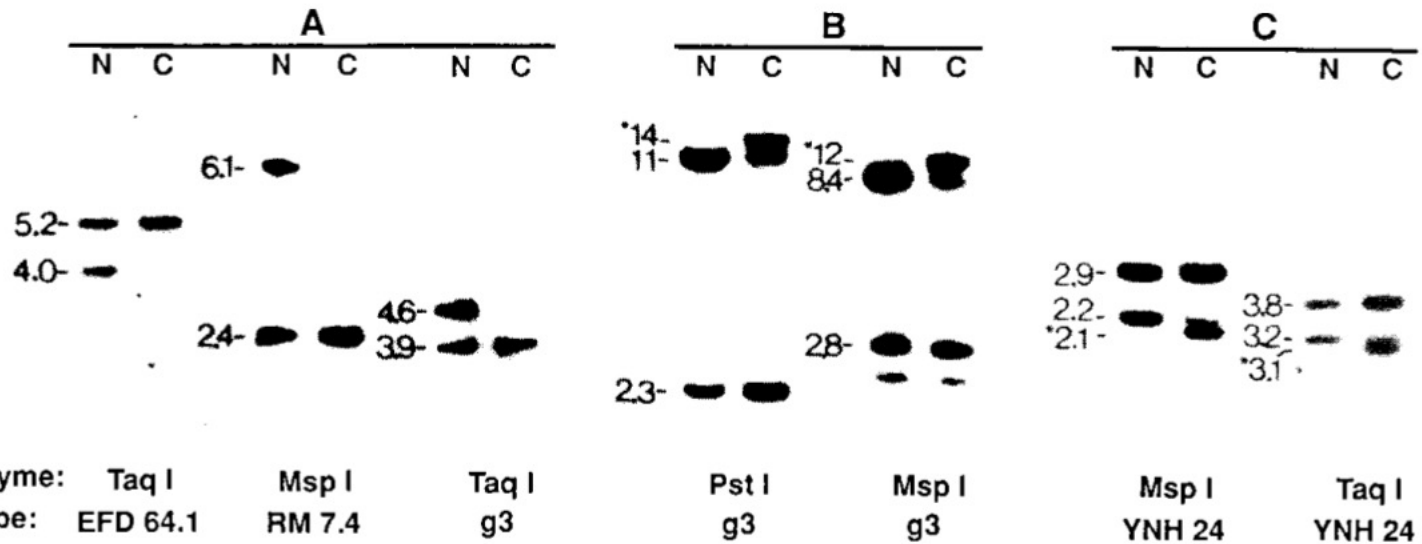 A B C
N C N C N C N C N C N C N C
*14-
6.1- 11- *12-
8.4-
5.2-
4.0- 2.9-
4.6- 2.2- 3.8-
2.4- 3.9- 2.8- *2.1- 3.2-
*3.1
2.3-
yme: Taq I Msp I Taq I Pst I Msp I Msp I Taq I
be: EFD 64.1 RM 7.4 g3 g3 g3 YNH 24 YNH 24